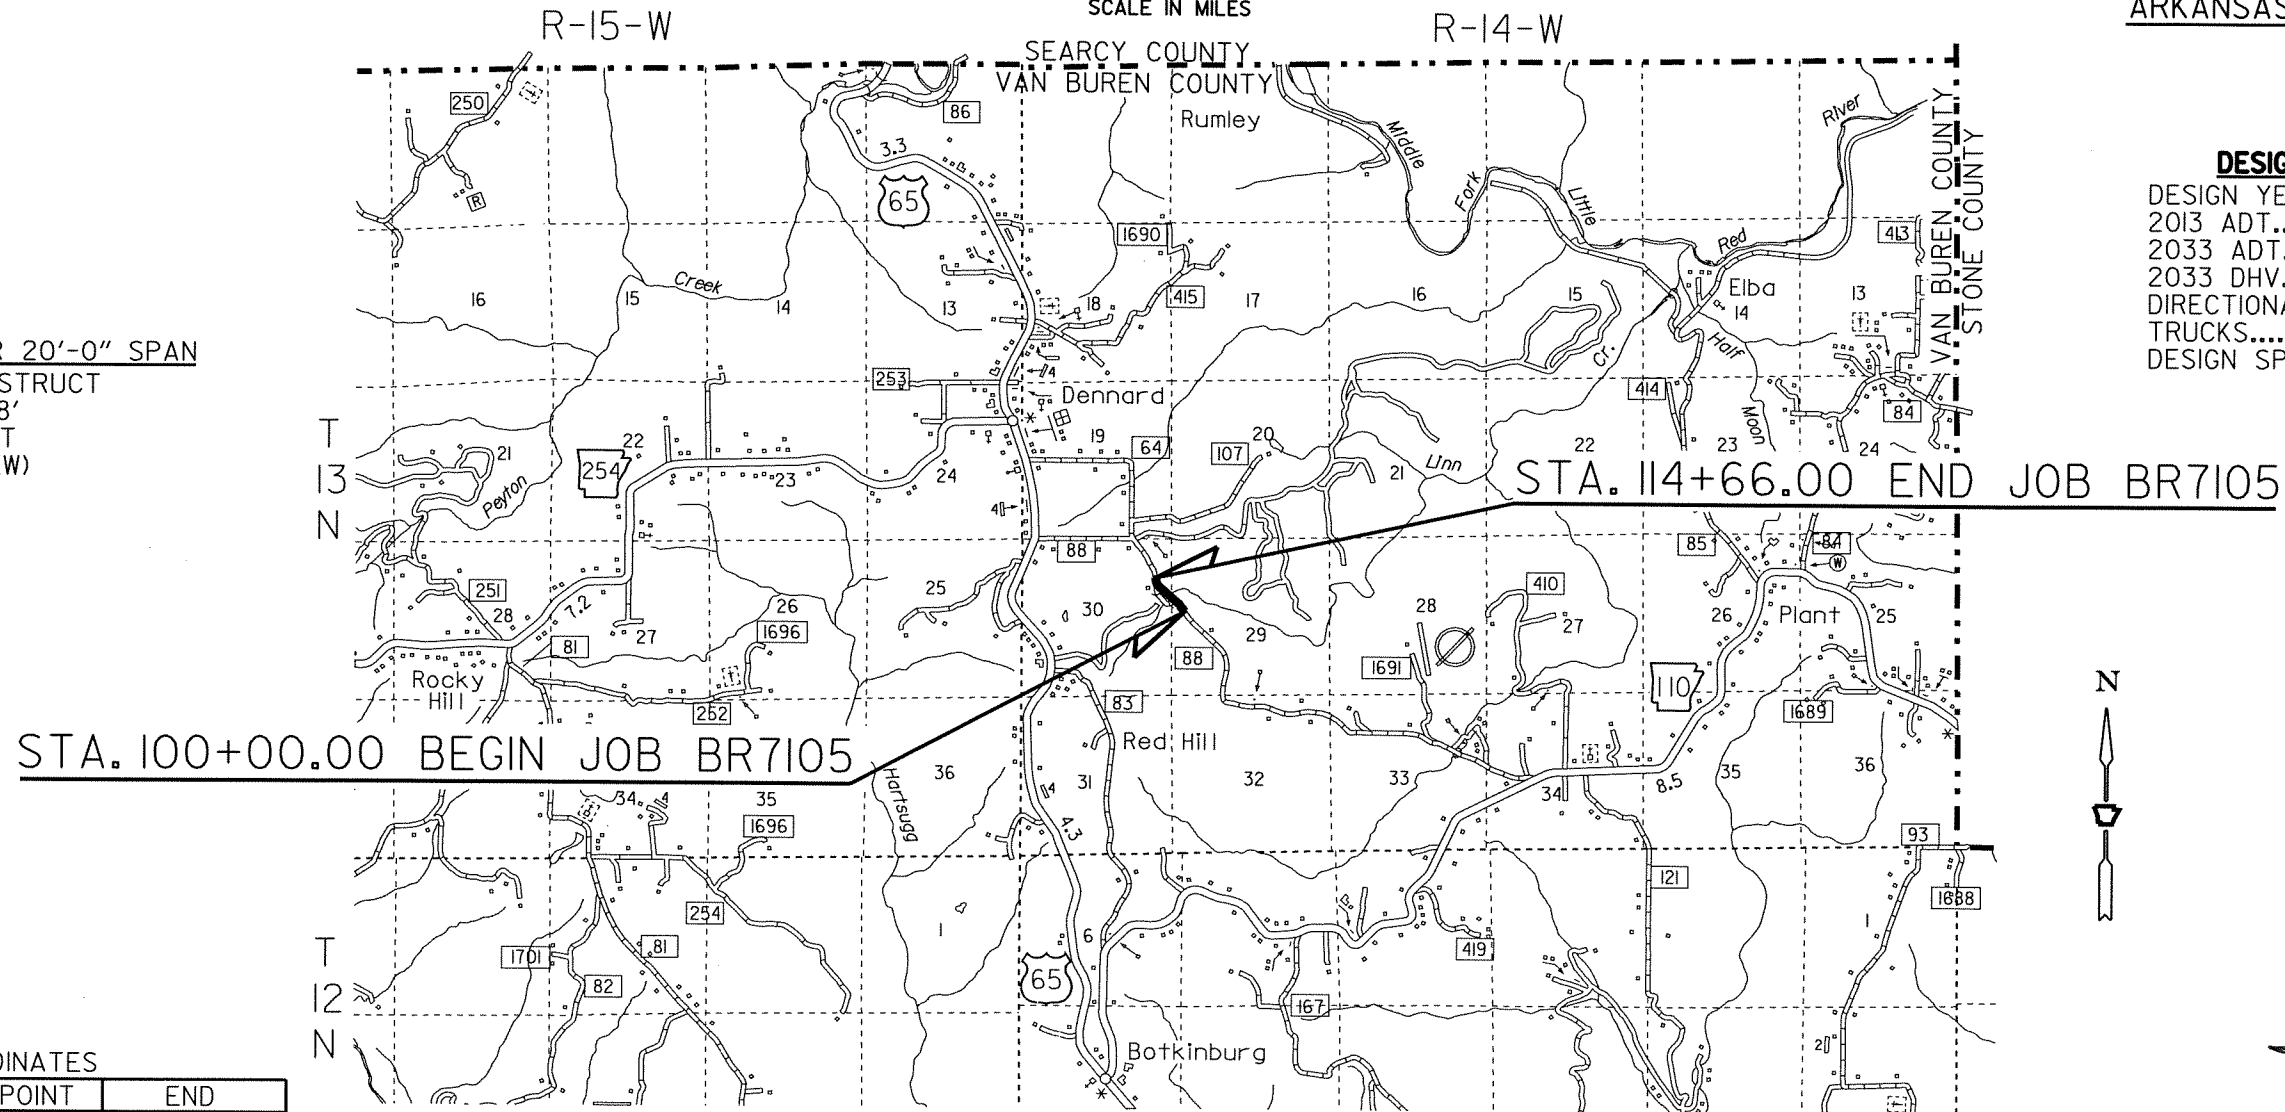 SCALE IN MILES
ARKANSAS
R-15-W
R-14-W
SEARCY COUNTY
VAN BUREN COUNTY
250
86
Rumley
3.3
65
Middle
Fork
Little
Red
River
VAN BUREN COUNTY
STONE COUNTY
R
1690
413
DESIG
DESIGN YE
2013 ADT..
2033 ADT.
2033 DHV.
DIRECTIONA
TRUCKS.....
DESIGN SP
16
15
Creek
14
13
18
415
17
16
15
Elba
14
13
R 20'-0" SPAN
STRUCT
8'
T
W)
253
4
Dennard
Cr.
Half
Moon
414
84
T
13
N
21
22
254
23
24
19
64
107
20
21
Linn
22
23
24
Peyton
4
STA. 114+66.00 END JOB BR7105
88
85
84
W
251
28
7.2
26
1696
27
81
25
30
29
28
410
27
26
Plant
25
88
1691
110
Rocky
Hill
252
83
1689
N
STA. 100+00.00 BEGIN JOB BR7105
Red Hill
Hartsugg
36
31
32
33
34
8.5
35
36
34
4
35
1696
4
4.3
93
121
1688
254
1
6
1
419
T
12
N
1701
81
82
65
167
Botkinburg
2
DINATES
POINT
END